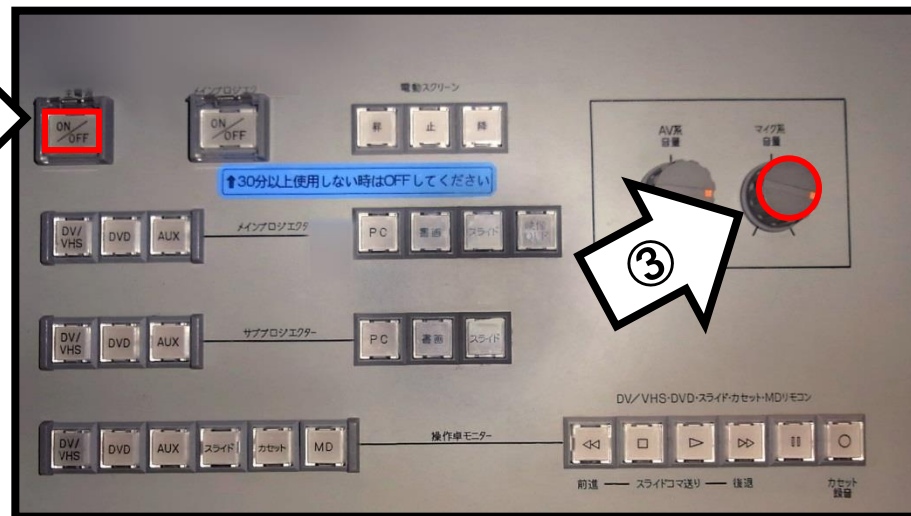 主電源
メインプロジェクタ
電動スクリーン
ON/OFF
ON/OFF
昇
止
降
AV系
音量
マイク系
音量
⬆30分以上使用しない時はOFFしてください
DV/
VHS
DVD
AUX
メインプロジェクタ
PC
書画
スライド
③
DV/
VHS
DVD
AUX
サブプロジェクター
PC
書画
スライド
DV/VHS・DVD・スライド・カセット・MDリモコン
DV/
VHS
DVD
AUX
スライド
カセット
MD
操作卓モニター
前進
スライドコマ送り
後退
カセット
録音